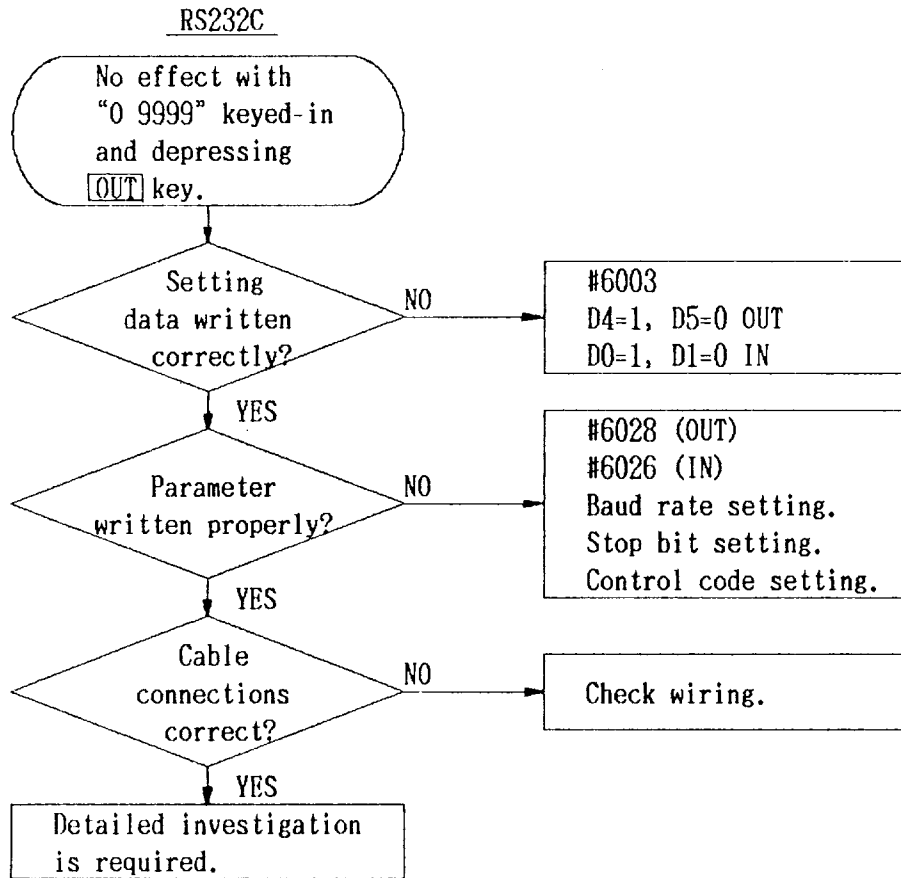 RS232C
No effect with
“0 9999” keyed-in
and depressing
OUT key.
Setting
data written
correctly?
NO
#6003
D4=1, D5=0 OUT
D0=1, D1=0 IN
YES
Parameter
written properly?
NO
#6028 (OUT)
#6026 (IN)
Baud rate setting.
Stop bit setting.
Control code setting.
YES
Cable
connections
correct?
NO
Check wiring.
YES
Detailed investigation
is required.